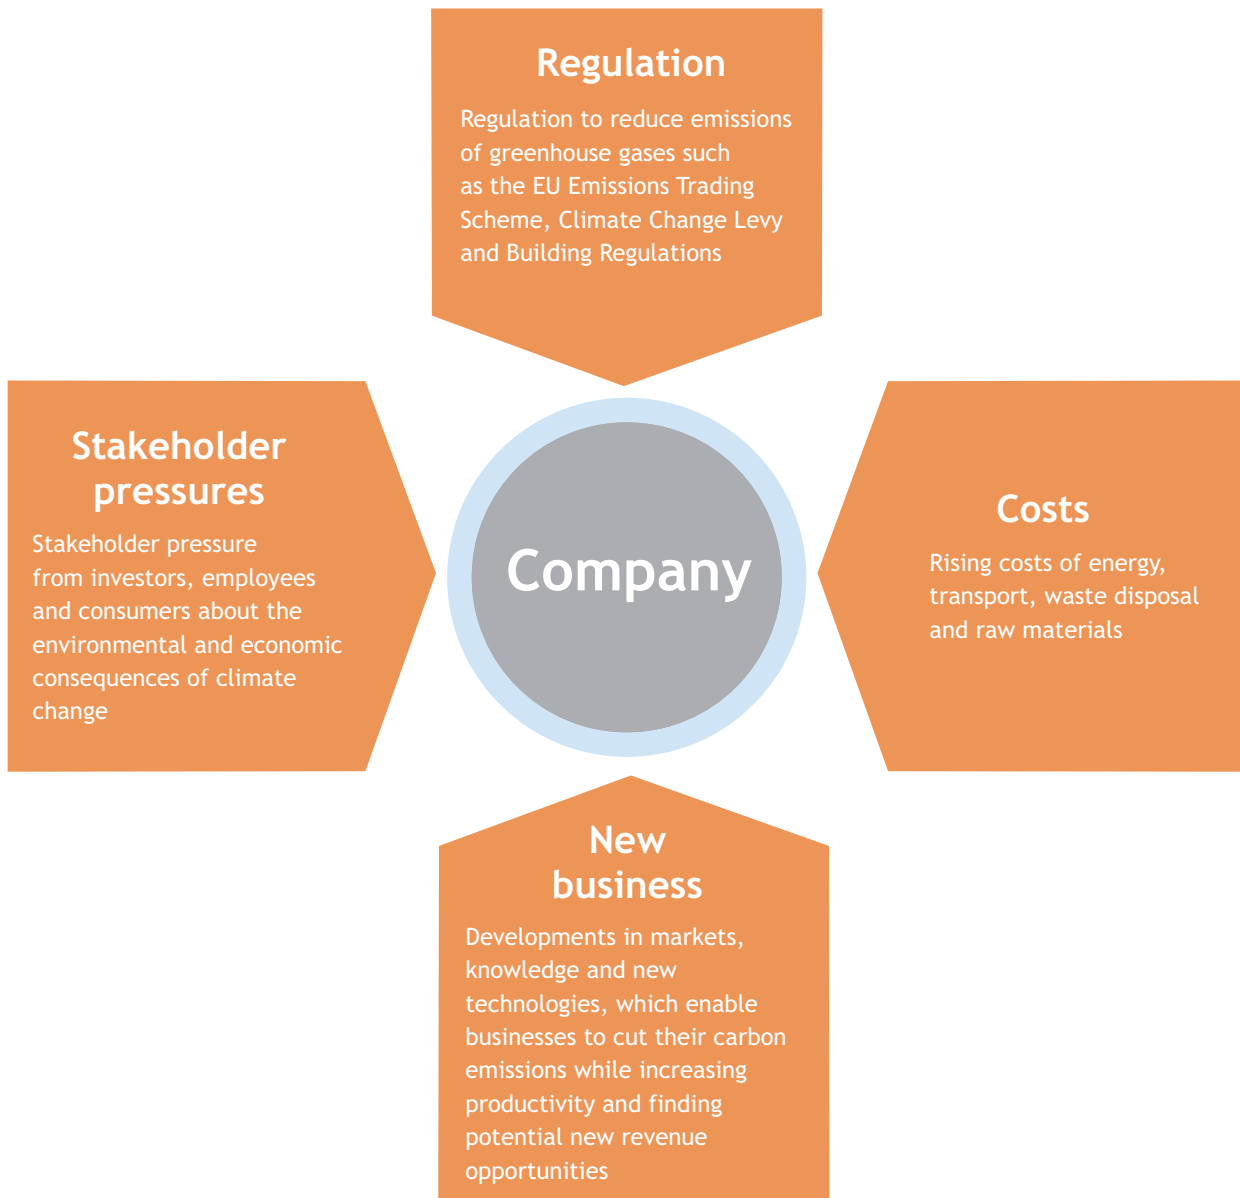 Regulation
Regulation to reduce emissions
of greenhouse gases such
as the EU Emissions Trading
Scheme, Climate Change Levy
and Building Regulations
Stakeholder
pressures
Stakeholder pressure
from investors, employees
and consumers about the
environmental and economic
consequences of climate
change
Company
Costs
Rising costs of energy,
transport, waste disposal
and raw materials
New
business
Developments in markets,
knowledge and new
technologies, which enable
businesses to cut their carbon
emissions while increasing
productivity and finding
potential new revenue
opportunities